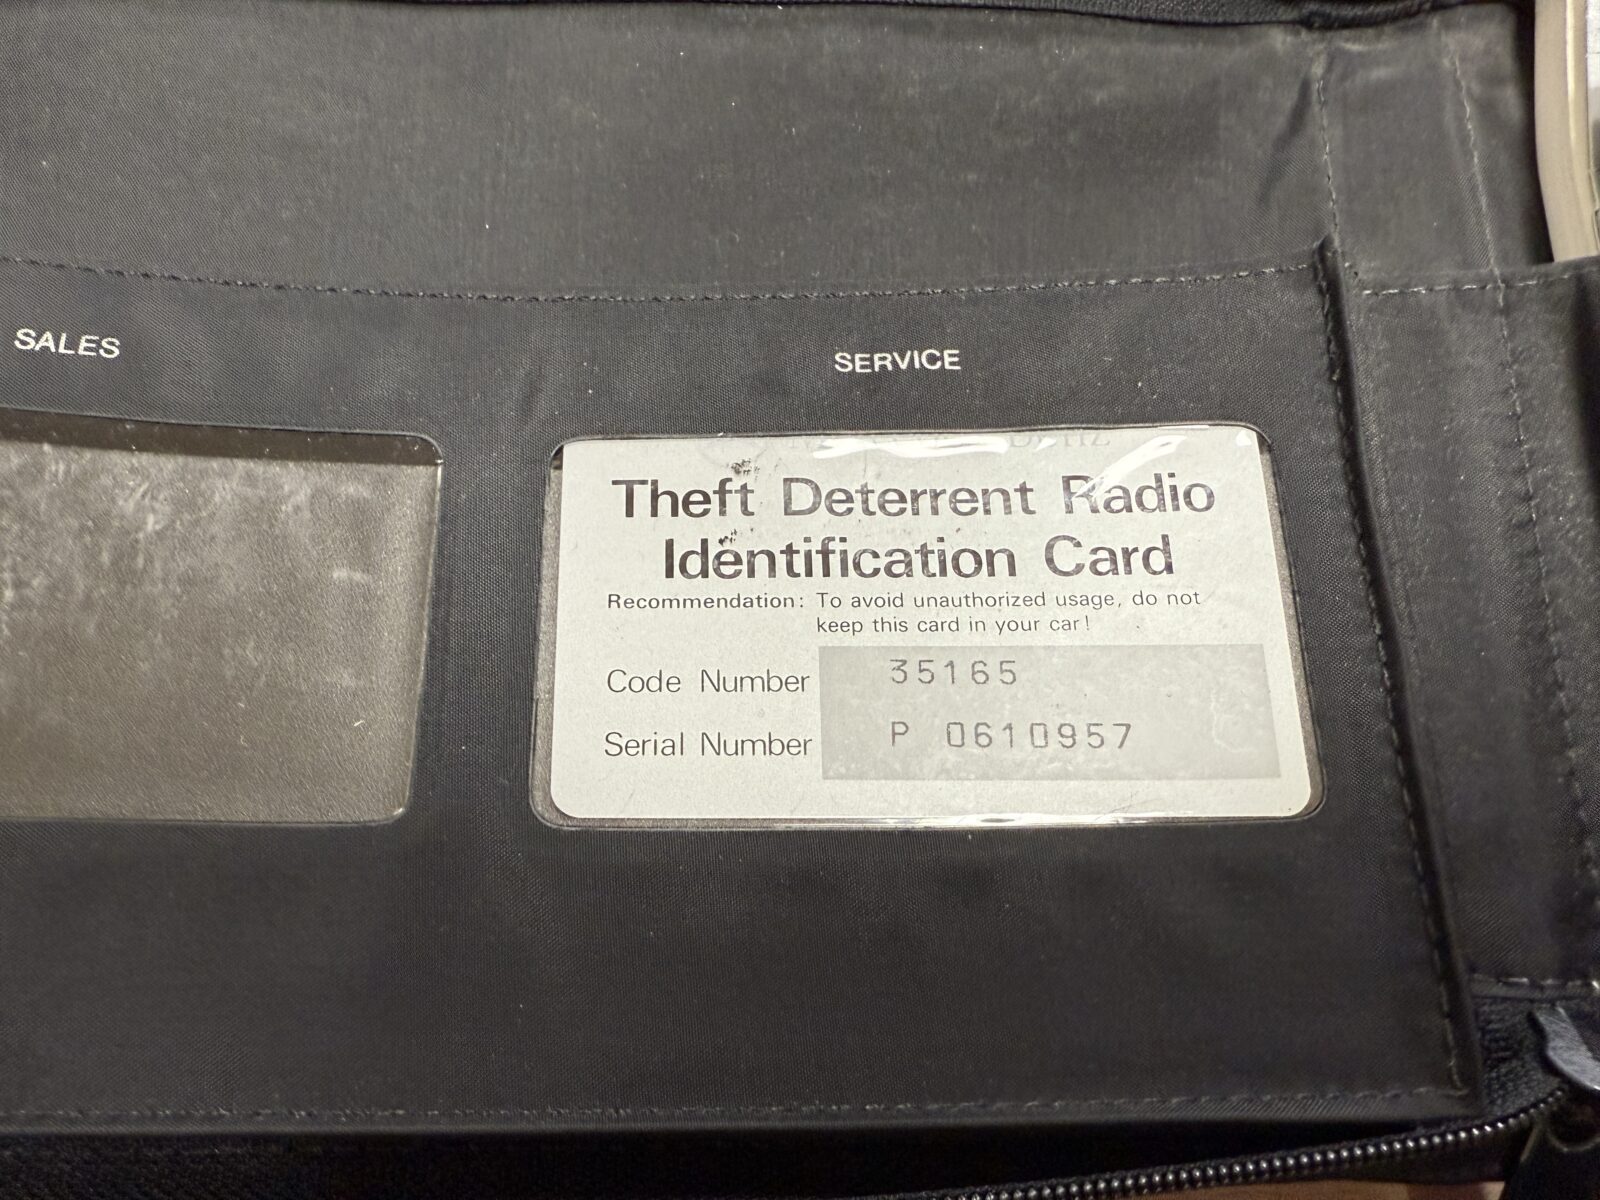 SALES
SERVICE
Theft Deterrent Radio
Identification Card
Recommendation: To avoid unauthorized usage, do not
keep this card in your car!
Code Number 35165
Serial Number P 0610957